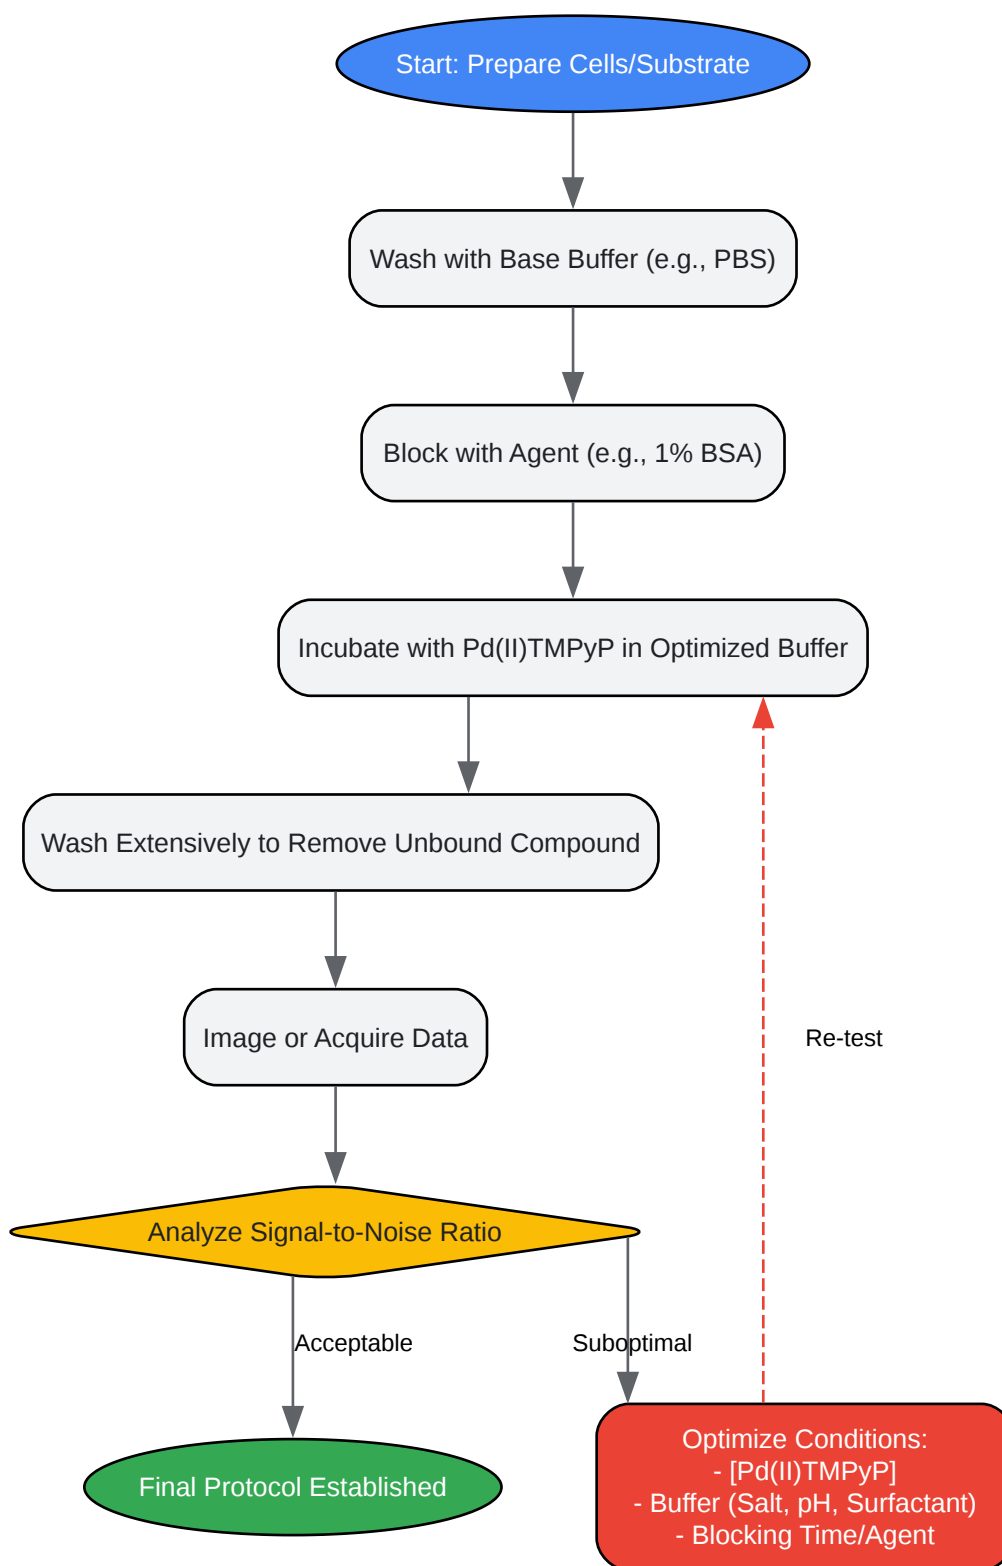 Start: Prepare Cells/Substrate
Wash with Base Buffer (e.g., PBS)
Block with Agent (e.g., 1% BSA)
Incubate with Pd(II)TMPyP in Optimized Buffer
Wash Extensively to Remove Unbound Compound
Image or Acquire Data
Re-test
Analyze Signal-to-Noise Ratio
Acceptable
Suboptimal
Final Protocol Established
Optimize Conditions:
- [Pd(II)TMPyP]
- Buffer (Salt, pH, Surfactant)
- Blocking Time/Agent